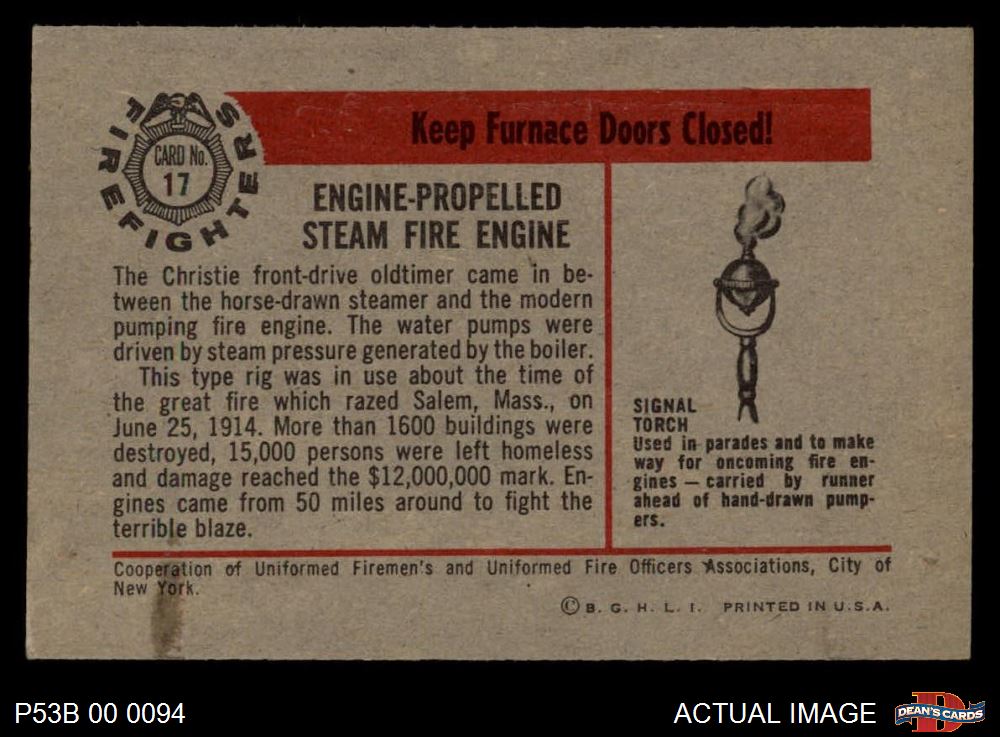 FIREFIGHTERS
CARD No.
17
Keep Furnace Doors Closed!
ENGINE-PROPELLED
STEAM FIRE ENGINE
The Christie front-drive oldtimer came in be-
tween the horse-drawn steamer and the modern
pumping fire engine. The water pumps were
driven by steam pressure generated by the boiler.
This type rig was in use about the time of
the great fire which razed Salem, Mass., on
June 25, 1914. More than 1600 buildings were
destroyed, 15,000 persons were left homeless
and damage reached the $12,000,000 mark. En-
gines came from 50 miles around to fight the
terrible blaze.
SIGNAL
TORCH
Used in parades and to make
way for oncoming fire en-
gines — carried by runner
ahead of hand-drawn pump-
ers.
Cooperation of Uniformed Firemen's and Uniformed Fire Officers Associations, City of
New York.
© B. G. H. L. I. PRINTED IN U.S.A.
P53B 00 0094
ACTUAL IMAGE
DEAN'S CARDS